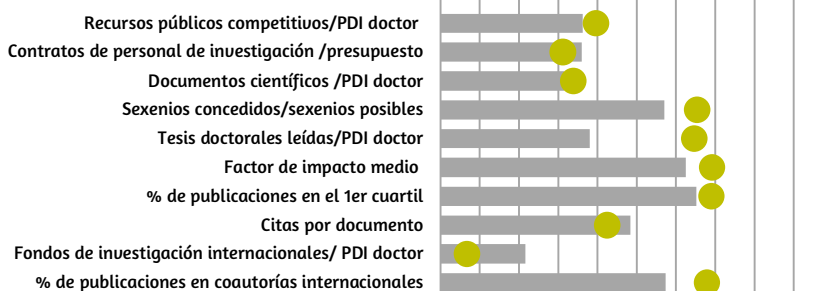 Recursos públicos competitivos/PDI doctor
Contratos de personal de investigación /presupuesto
Documentos científicos /PDI doctor
Sexenios concedidos/sexenios posibles
Tesis doctorales leídas/PDI doctor
Factor de impacto medio
% de publicaciones en el 1er cuartil
Citas por documento
Fondos de investigación internacionales/ PDI doctor
% de publicaciones en coautorías internacionales